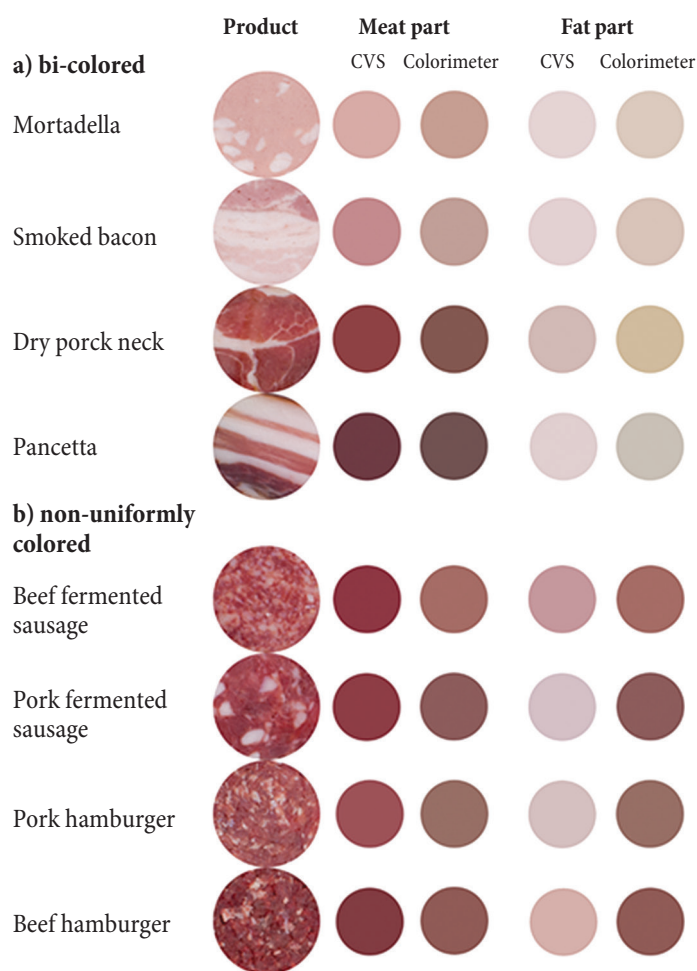 Product Meat part Fat part
CVS Colorimeter CVS Colorimeter
a) bi-colored
Mortadella
Smoked bacon
Dry porck neck
Pancetta
b) non-uniformly
colored
Beef fermented
sausage
Pork fermented
sausage
Pork hamburger
Beef hamburger